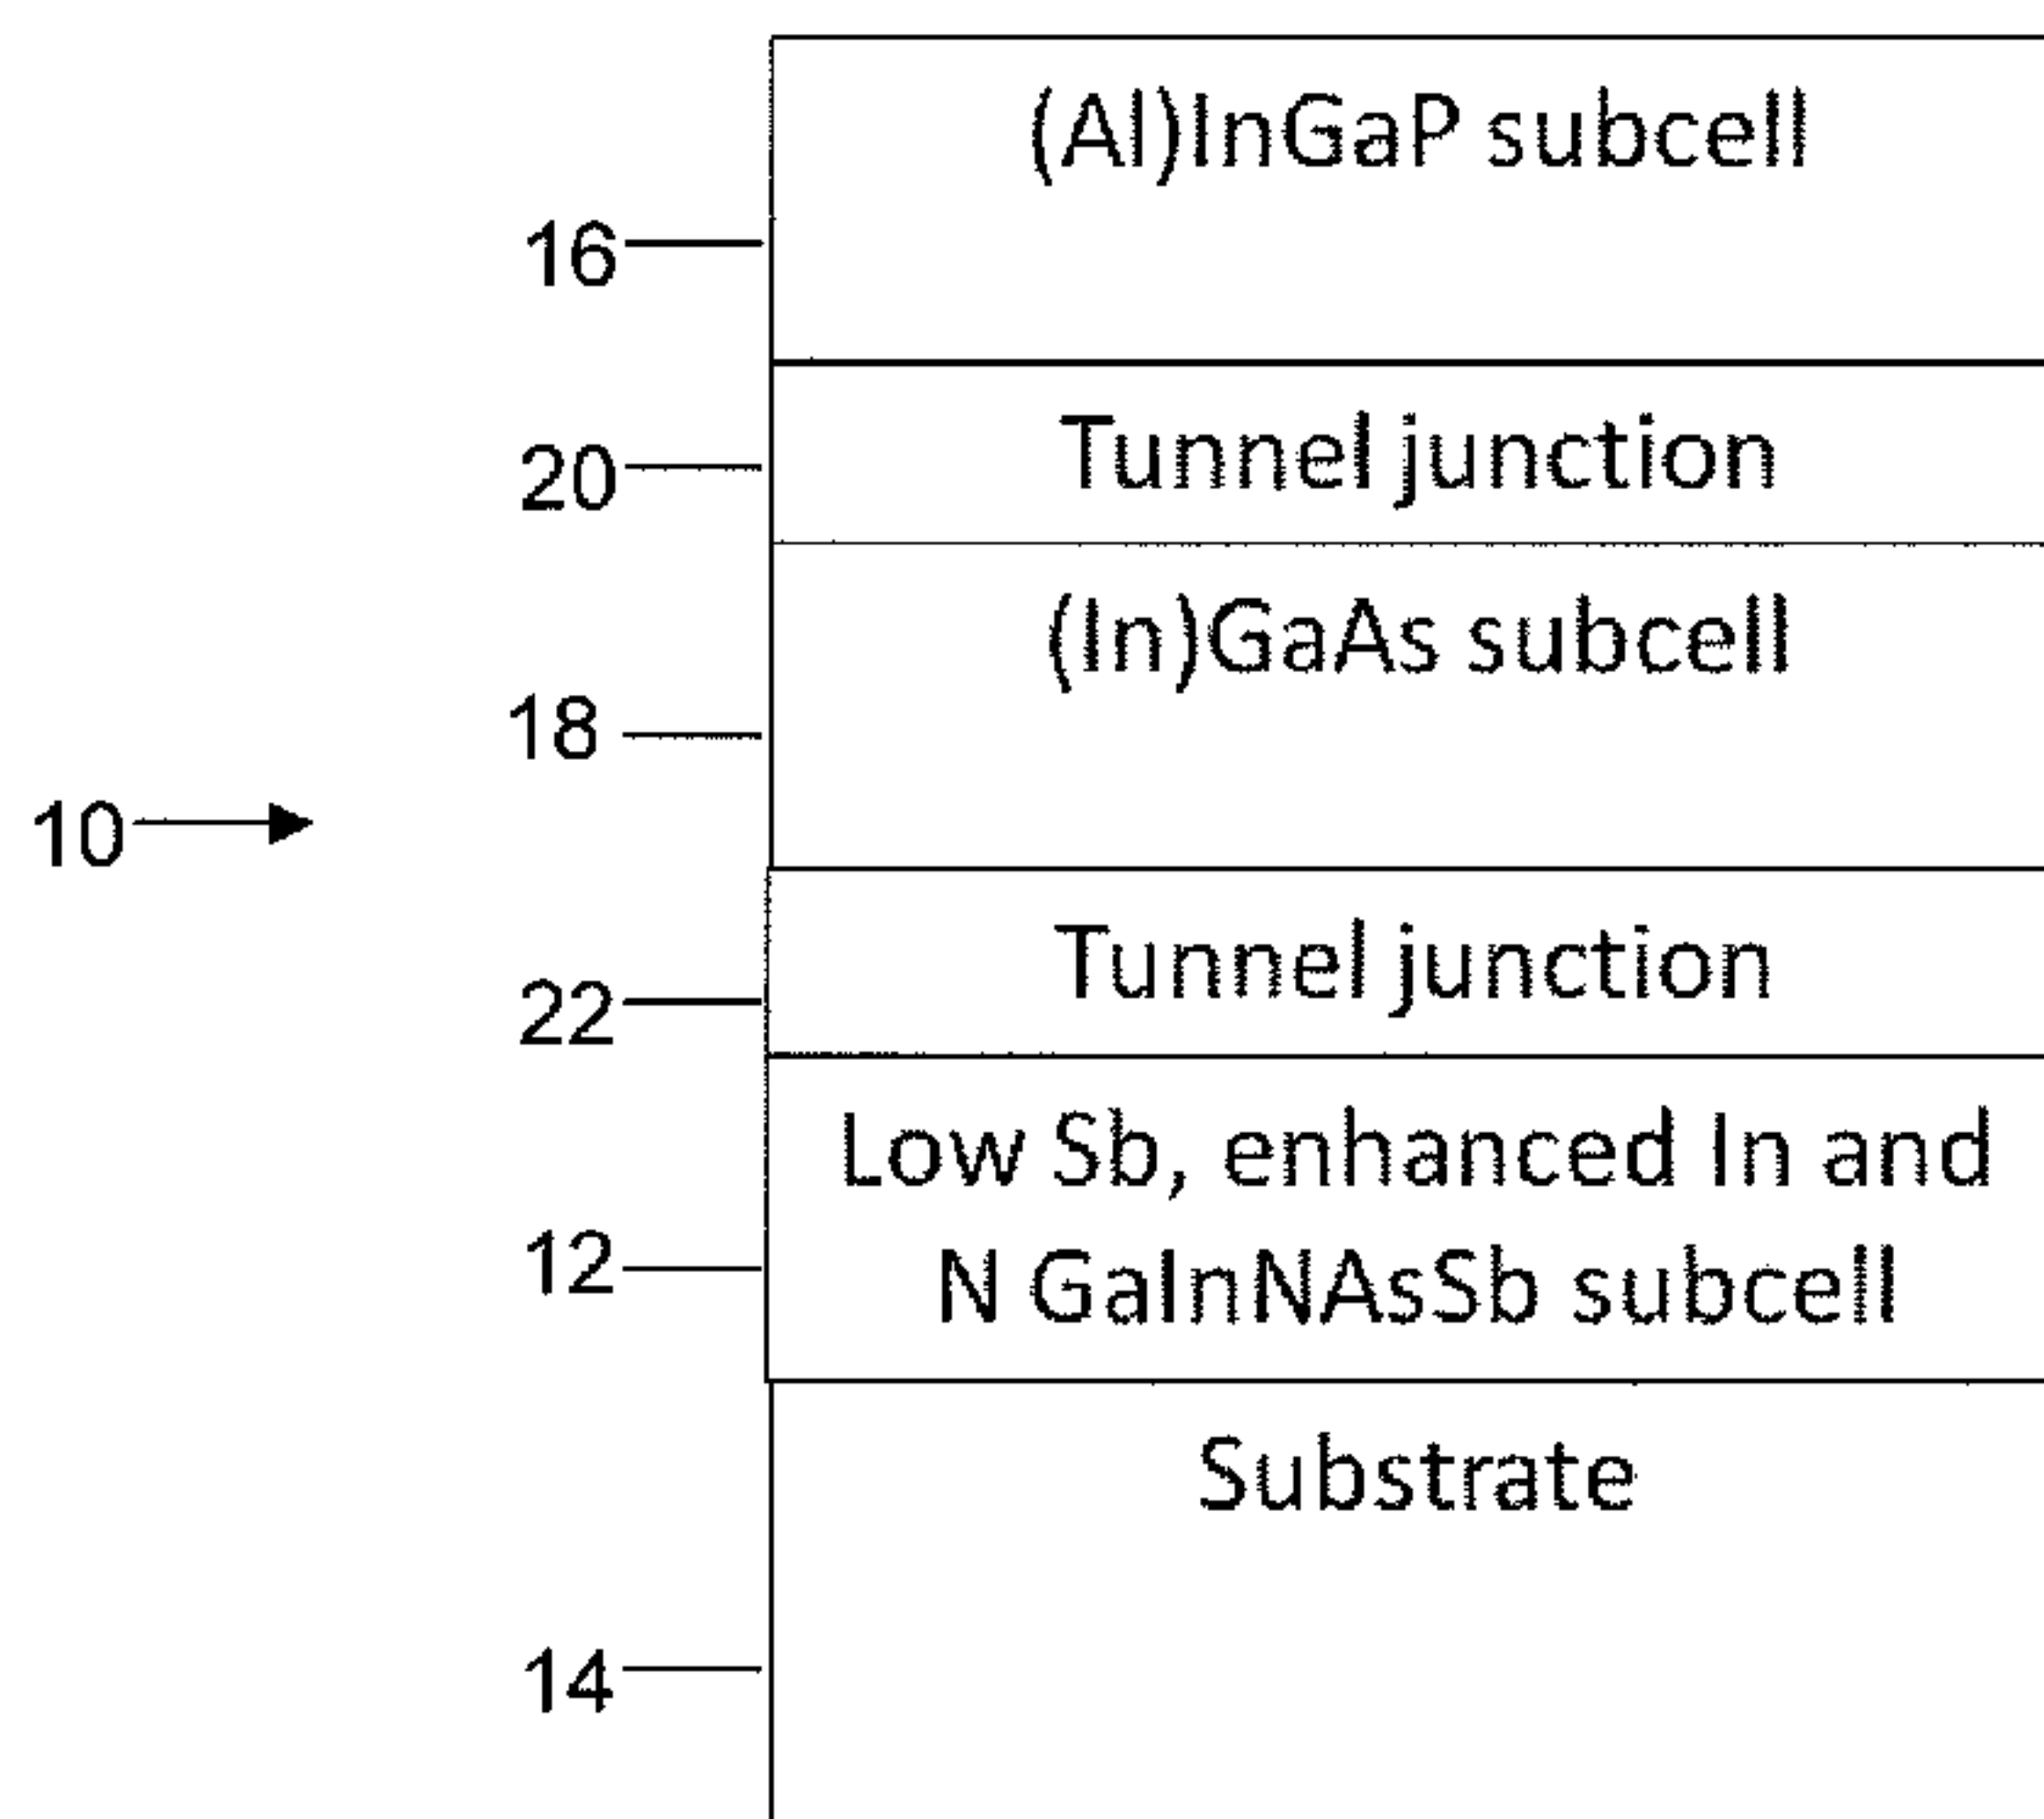 (Al)InGaP subcell
16
20
Tunnel junction
(In)GaAs subcell
18
10
Tunnel junction
22
Low Sb, enhanced In and
12
N GaInNAsSb subcell
Substrate
14